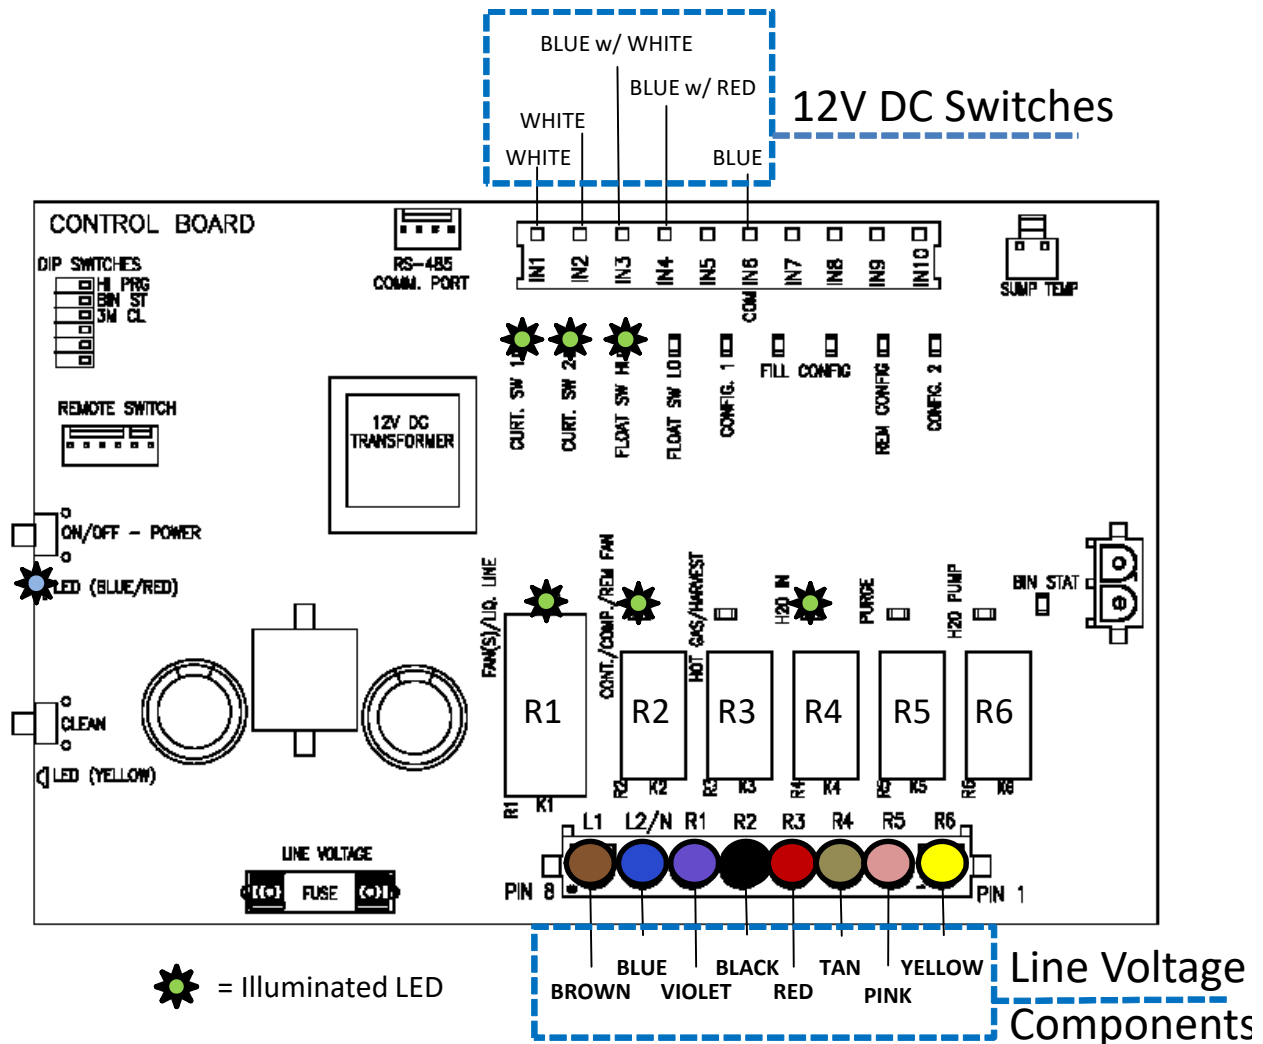 BLUE w/ WHITE
BLUE w/ RED
WHITE
WHITE
BLUE
12V DC Switches
CONTROL BOARD
DIP SWITCHES
HI PRG
BIN ST
3M CL
RS-485
COMM. PORT
IN1
IN2
IN3
IN4
IN5
COM IN6
IN7
IN8
IN9
IN10
SUMP TEMP
CURT. SW 1
CURT. SW 2
FLOAT SW HI
FLOAT SW LO
CONFIG. 1
FILL CONFIG
REM CONFIG
CONFIG. 2
REMOTE SWITCH
12V DC
TRANSFORMER
ON/OFF - POWER
LED (BLUE/RED)
FAN(S)/LIQ. LINE
CONT./COMP./REM FAN
HOT GAS/HARVEST
H2O IN
PURGE
H2O PUMP
BIN STAT
R1
R2
R3
R4
R5
R6
CLEAN
LED (YELLOW)
R1 K1
R2 K2
R3 K3
R4 K4
R5 K5
R6 K6
L1 L2/N R1 R2 R3 R4 R5 R6
LINE VOLTAGE
FUSE
PIN 8
PIN 1
BLUE BLACK TAN YELLOW
BROWN VIOLET RED PINK
Line Voltage
Components
= Illuminated LED